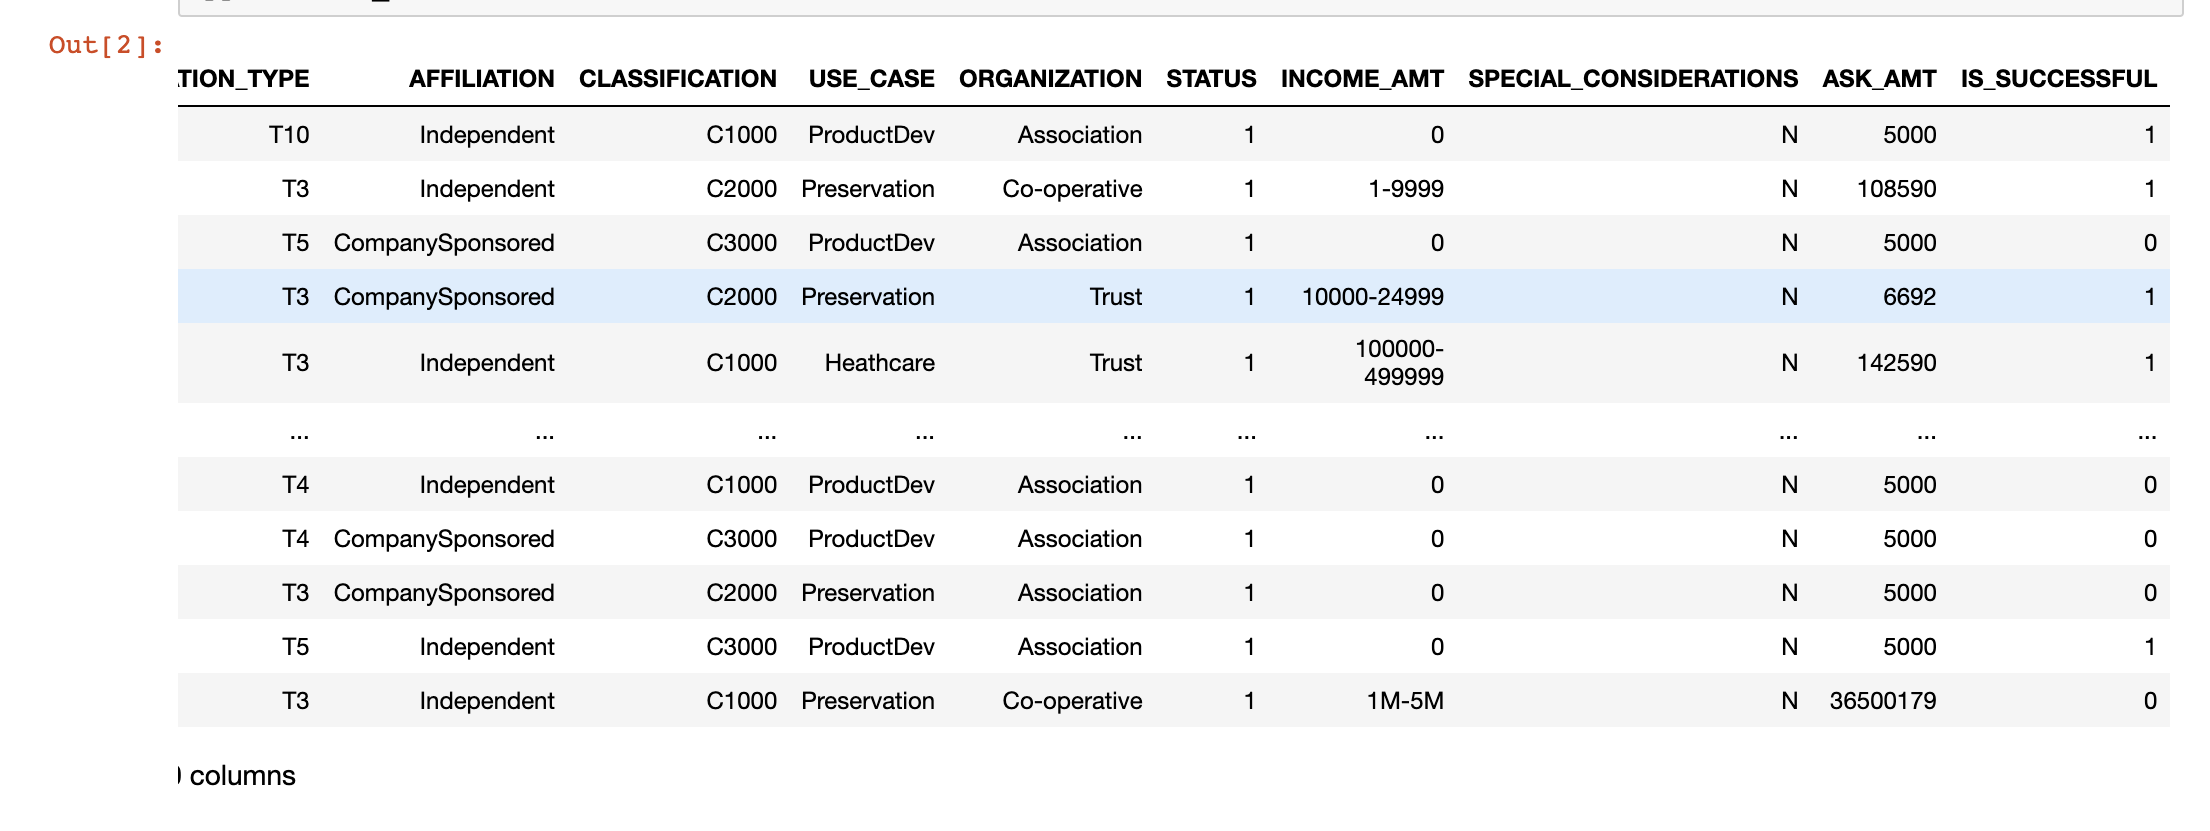 Out[2]:
TION_TYPE AFFILIATION CLASSIFICATION USE_CASE ORGANIZATION STATUS INCOME_AMT SPECIAL_CONSIDERATIONS ASK_AMT IS_SUCCESSFUL
T10 Independent C1000 ProductDev Association 1 0 N 5000 1
T3 Independent C2000 Preservation Co-operative 1 1-9999 N 108590 1
T5 CompanySponsored C3000 ProductDev Association 1 0 N 5000 0
T3 CompanySponsored C2000 Preservation Trust 1 10000-24999 N 6692 1
T3 Independent C1000 Heathcare Trust 1 100000-
499999 N 142590 1
... ... ... ... ... ... ... ... ... ...
T4 Independent C1000 ProductDev Association 1 0 N 5000 0
T4 CompanySponsored C3000 ProductDev Association 1 0 N 5000 0
T3 CompanySponsored C2000 Preservation Association 1 0 N 5000 0
T5 Independent C3000 ProductDev Association 1 0 N 5000 1
T3 Independent C1000 Preservation Co-operative 1 1M-5M N 36500179 0
columns